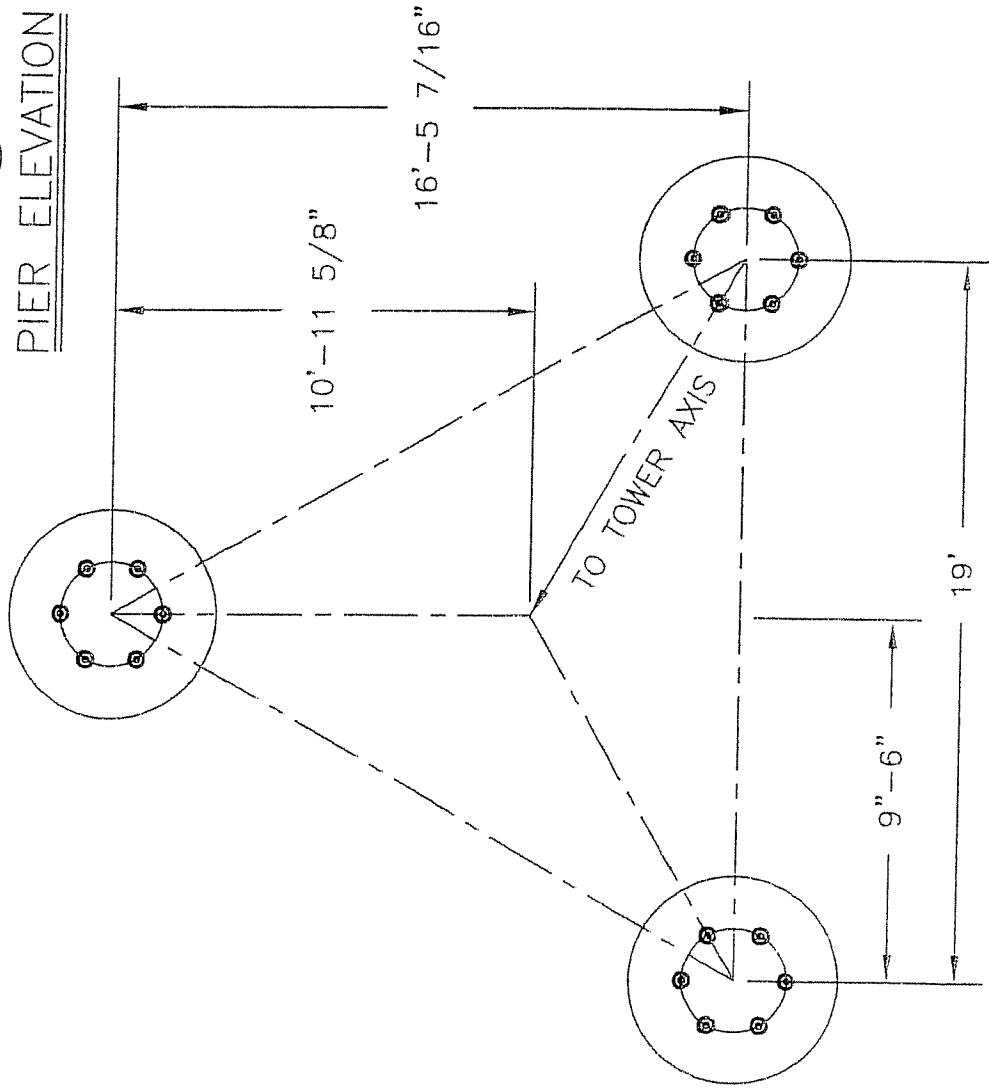 PIER ELEVATION
16'-5 7/16"
10'-11 5/8"
TO TOWER AXIS
9"-6"
19'